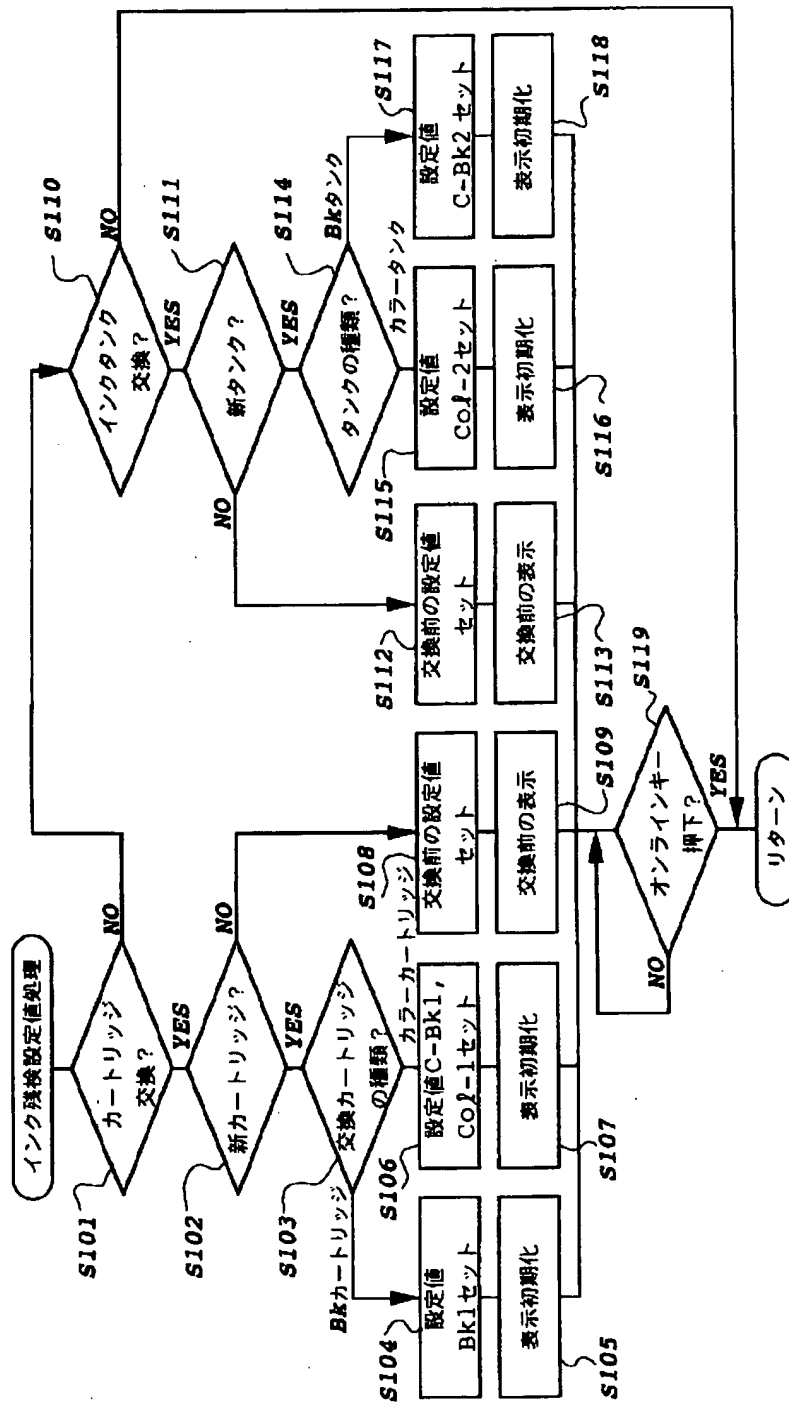 インク残検設定値処理
S101
カートリッジ
交換?
NO
YES
S102
新カートリッジ?
NO
YES
S103
交換カートリッジ
の種類?
Bkカートリッジ
カラーカートリッジ
S104
設定値
Bk1セット
S105
表示初期化
S106
設定値C-Bk1,
Coℓ-1セット
S107
表示初期化
S108
交換前の設定値
セット
S109
交換前の表示
S110
インクタンク
交換?
NO
YES
S111
新タンク?
NO
YES
S112
交換前の設定値
セット
S113
交換前の表示
S114
タンクの種類?
Bkタンク
カラータンク
S115
設定値
Coℓ-2セット
S116
表示初期化
S117
設定値
C-Bk2セット
S118
表示初期化
S119
オンラインキー
押下?
NO
YES
リターン